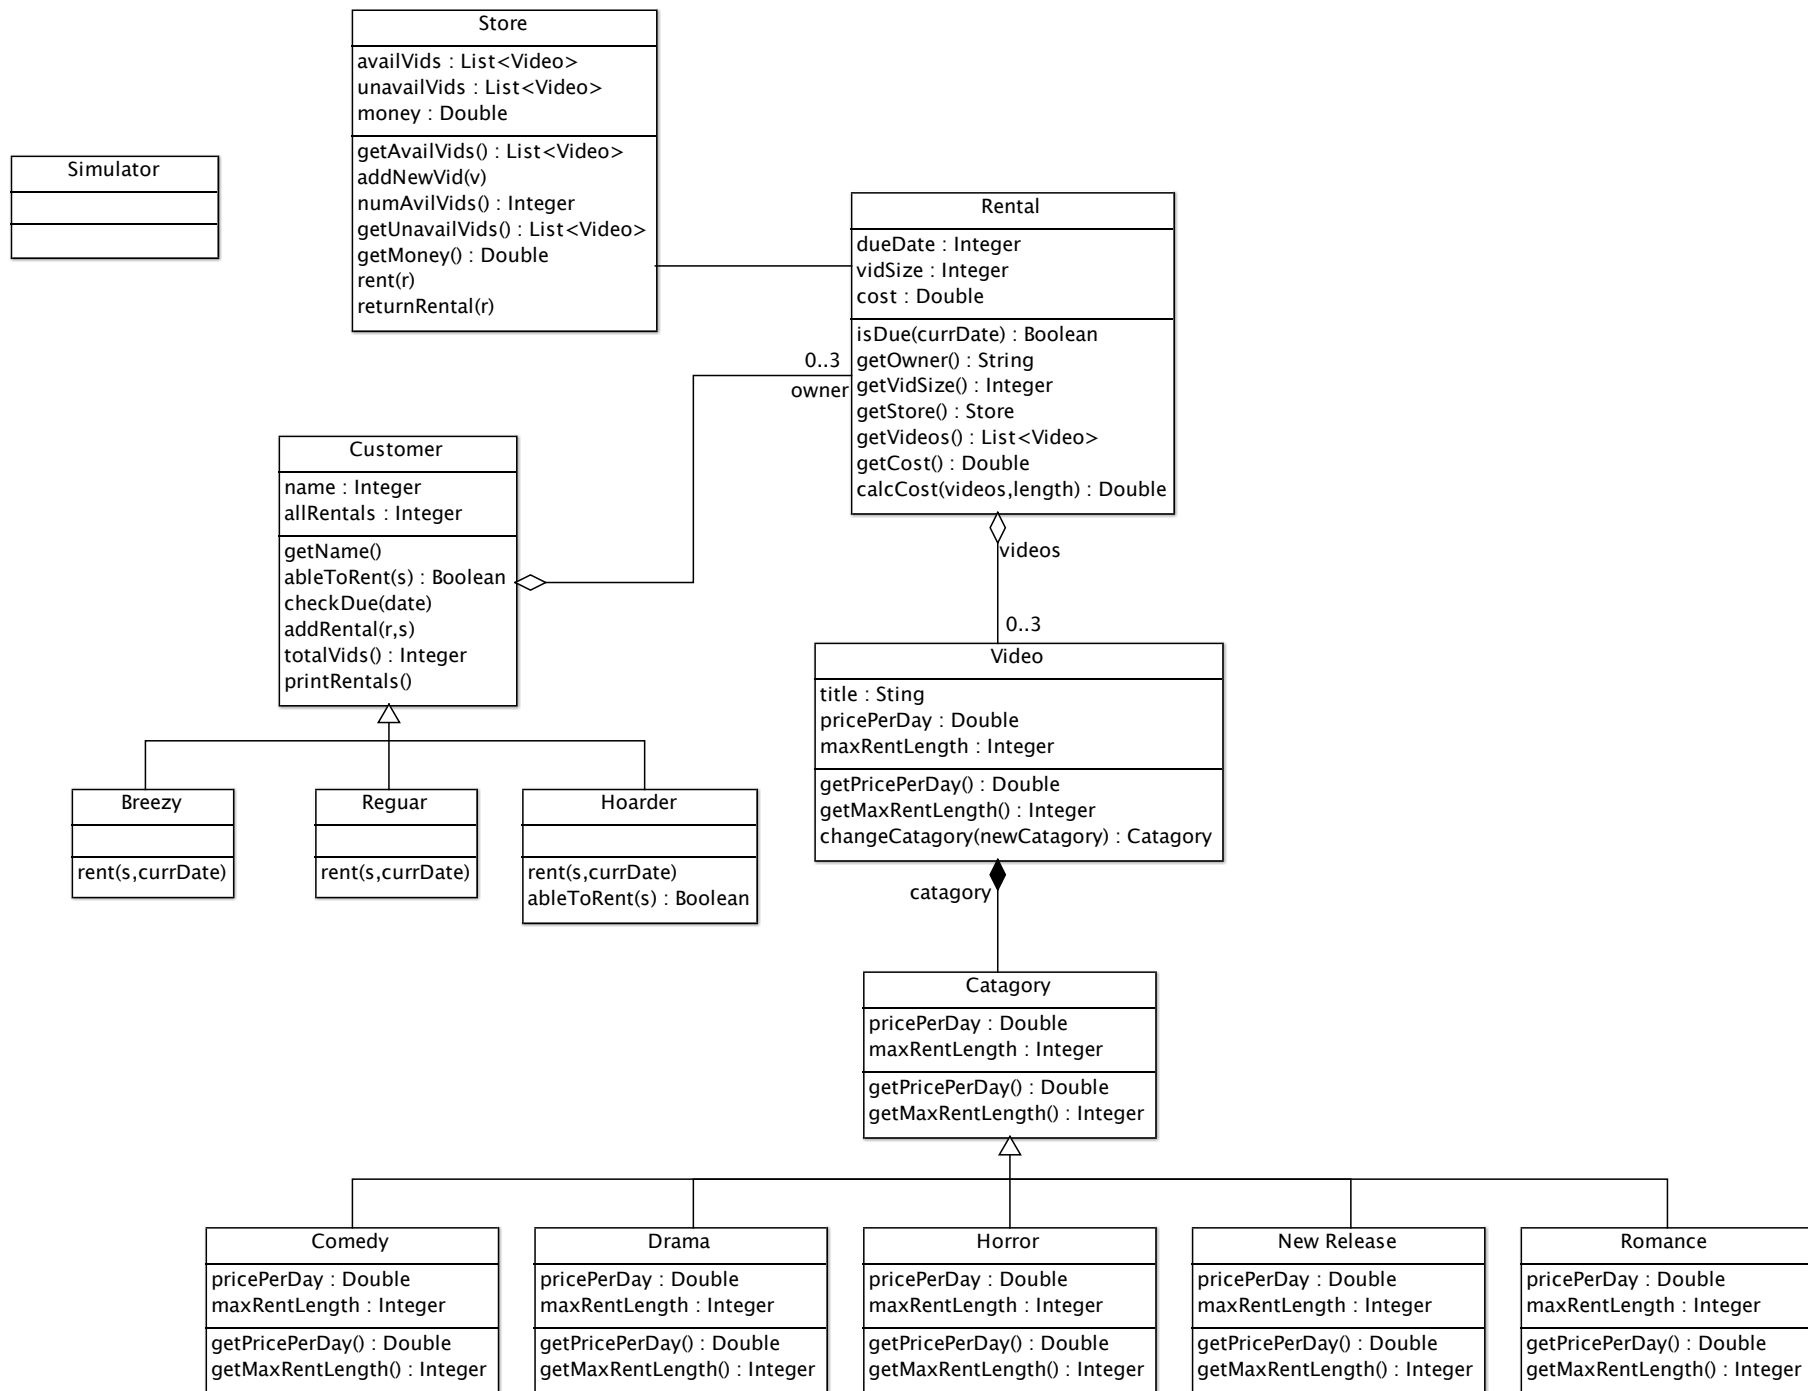 Store
availVids : List<Video>
unavailVids : List<Video>
money : Double
getAvailVids() : List<Video>
addNewVid(v)
numAvilVids() : Integer
getUnavailVids() : List<Video>
getMoney() : Double
rent(r)
returnRental(r)
Simulator
Rental
dueDate : Integer
vidSize : Integer
cost : Double
isDue(currDate) : Boolean
getOwner() : String
getVidSize() : Integer
getStore() : Store
getVideos() : List<Video>
getCost() : Double
calcCost(videos,length) : Double
0..3
owner
Customer
name : Integer
allRentals : Integer
getName()
ableToRent(s) : Boolean
checkDue(date)
addRental(r,s)
totalVids() : Integer
printRentals()
videos
0..3
Video
title : Sting
pricePerDay : Double
maxRentLength : Integer
getPricePerDay() : Double
getMaxRentLength() : Integer
changeCatagory(newCatagory) : Catagory
Breezy
rent(s,currDate)
Reguar
rent(s,currDate)
Hoarder
rent(s,currDate)
ableToRent(s) : Boolean
catagory
Catagory
pricePerDay : Double
maxRentLength : Integer
getPricePerDay() : Double
getMaxRentLength() : Integer
Comedy
pricePerDay : Double
maxRentLength : Integer
getPricePerDay() : Double
getMaxRentLength() : Integer
Drama
pricePerDay : Double
maxRentLength : Integer
getPricePerDay() : Double
getMaxRentLength() : Integer
Horror
pricePerDay : Double
maxRentLength : Integer
getPricePerDay() : Double
getMaxRentLength() : Integer
New Release
pricePerDay : Double
maxRentLength : Integer
getPricePerDay() : Double
getMaxRentLength() : Integer
Romance
pricePerDay : Double
maxRentLength : Integer
getPricePerDay() : Double
getMaxRentLength() : Integer